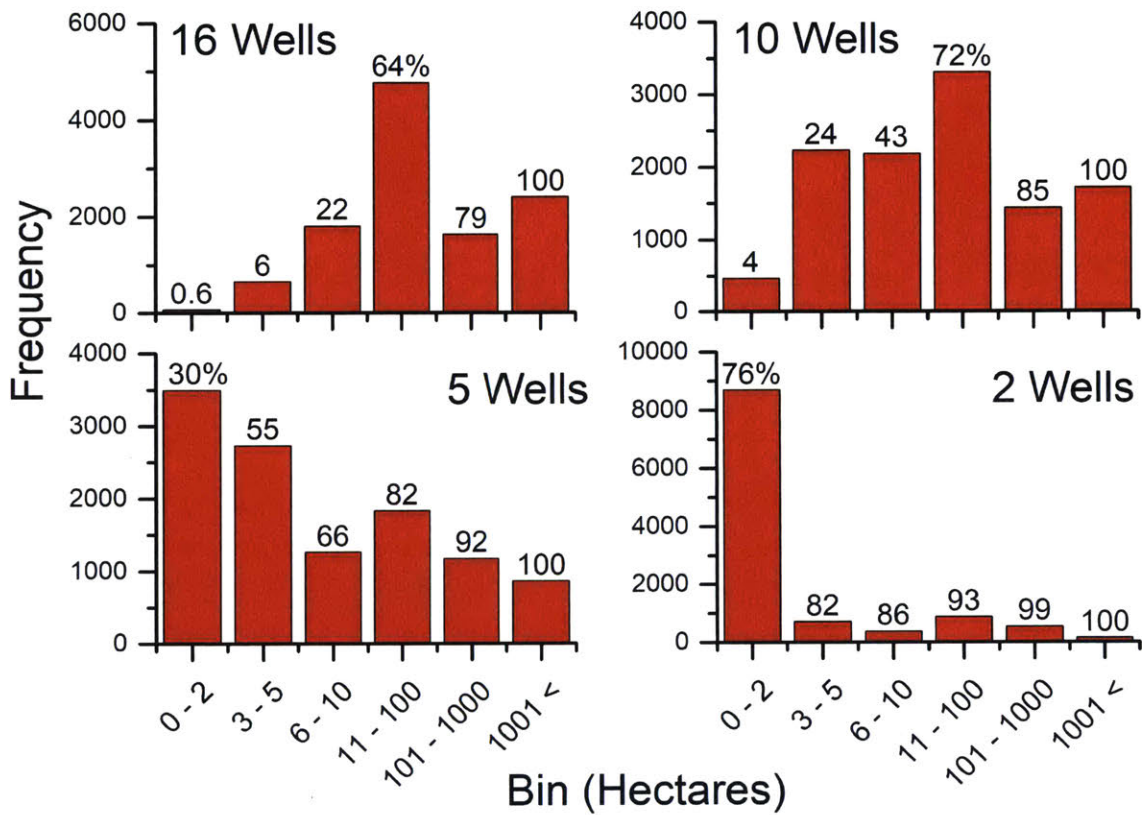 Frequency
16 Wells
6000
4000
2000
0
0.6
6
22
64%
79
100
10 Wells
4000
3000
2000
1000
0
4
24
43
72%
85
100
5 Wells
4000
3000
2000
1000
0
30%
55
66
82
92
100
0 - 2
3 - 5
6 - 10
11 - 100
101 - 1000
1001 <
2 Wells
10000
8000
6000
4000
2000
0
76%
82
86
93
99
100
0 - 2
3 - 5
6 - 10
11 - 100
101 - 1000
1001 <
Bin (Hectares)